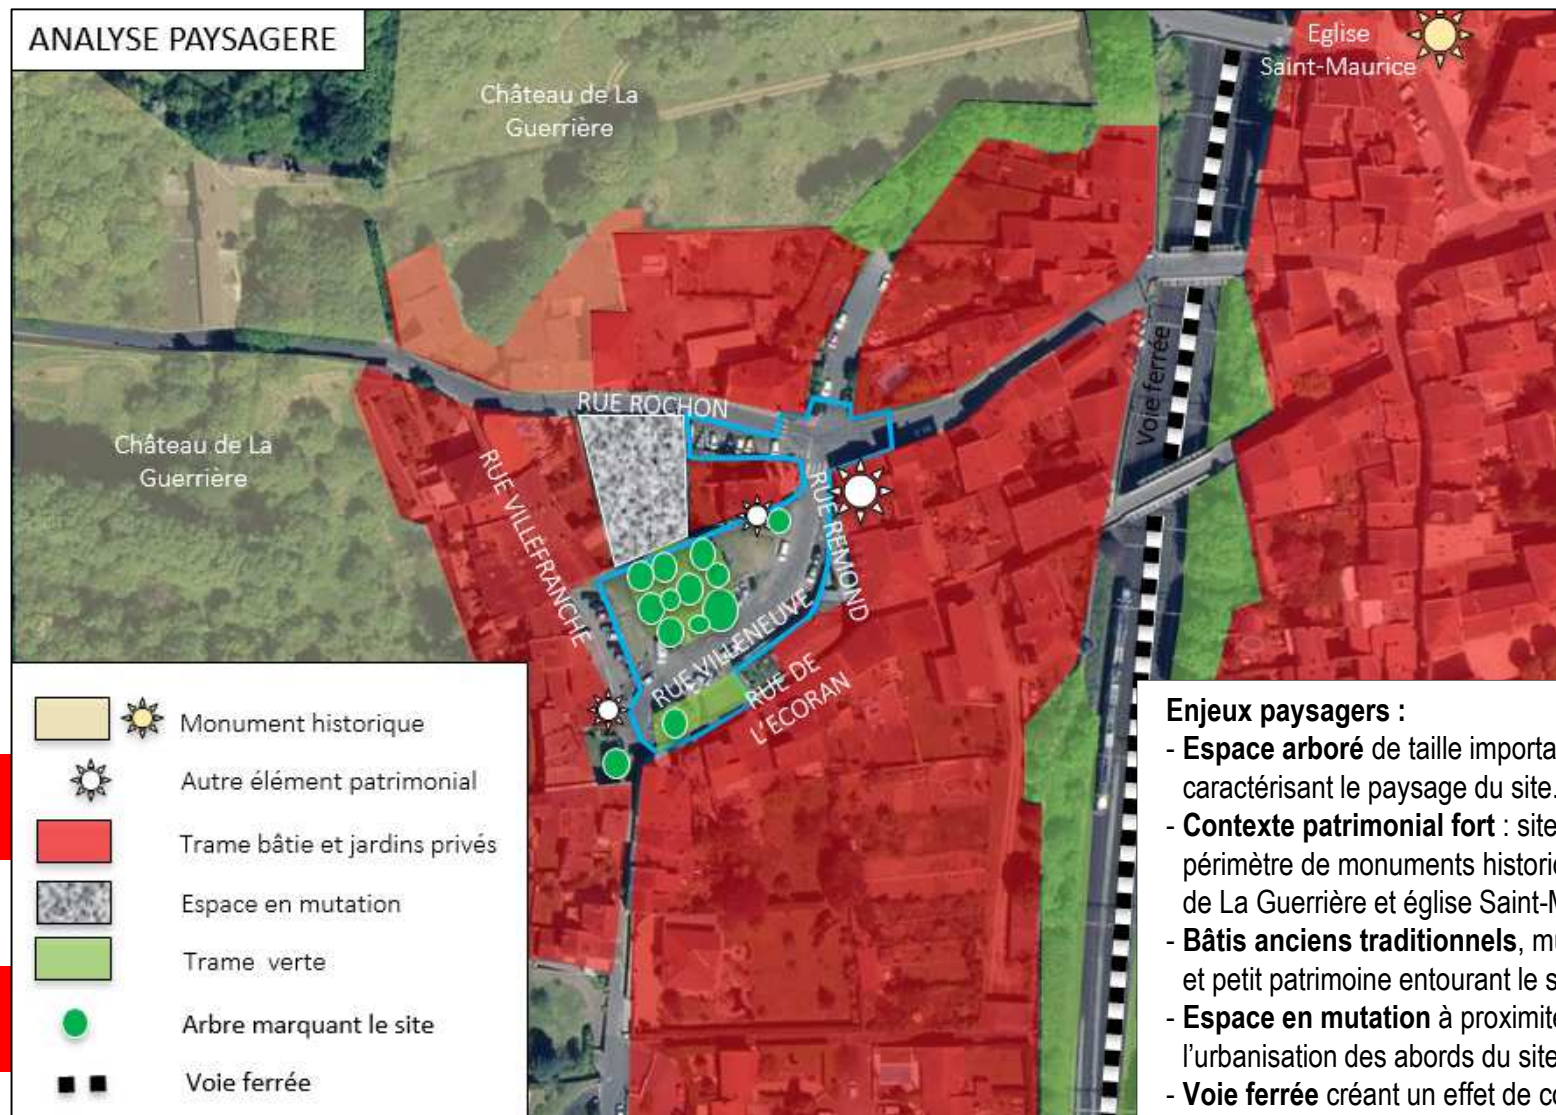 ANALYSE PAYSAGERE
Eglise
Saint-Maurice
Château de La
Guerrière
Voie ferrée
RUE ROCHON
Château de La
Guerrière
RUE VILLEFRANCHE
RUE REMOND
RUE VILLENEUVE
RUE DE
L'ECORAN
Monument historique
Autre élément patrimonial
Trame bâtie et jardins privés
Espace en mutation
Trame verte
Arbre marquant le site
Voie ferrée
Enjeux paysagers :
- Espace arboré de taille importa
caractérisant le paysage du site.
- Contexte patrimonial fort : site
périmètre de monuments histori
de La Guerrière et église Saint-M
- Bâtis anciens traditionnels, mu
et petit patrimoine entourant le s
- Espace en mutation à proximité
l'urbanisation des abords du site
- Voie ferrée créant un effet de co